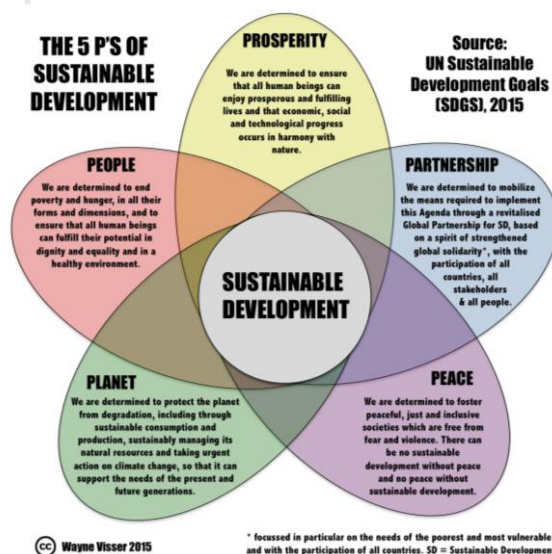 THE 5 P'S OF
SUSTAINABLE
DEVELOPMENT
Source:
UN Sustainable
Development Goals
(SDGS), 2015
PROSPERITY
We are determined to ensure
that all human beings can
enjoy prosperous and fulfilling
lives and that economic, social
and technological progress
occurs in harmony with
nature.
PEOPLE
We are determined to end
poverty and hunger, in all their
forms and dimensions, and to
ensure that all human beings
can fulfill their potential in
dignity and equality and in a
healthy environment.
PARTNERSHIP
We are determined to mobilize
the means required to implement
this Agenda through a revitalised
Global Partnership for SD, based
on a spirit of strengthened
global solidarity*, with the
participation of all
countries, all
stakeholders
& all people.
SUSTAINABLE
DEVELOPMENT
PLANET
We are determined to protect the planet
from degradation, including through
sustainable consumption and
production, sustainably managing its
natural resources and taking urgent
action on climate change, so that it can
support the needs of the present and
future generations.
PEACE
We are determined to foster
peaceful, just and inclusive
societies which are free from
fear and violence. There can
be no sustainable
development without peace
and no peace without
sustainable development.
cc Wayne Visser 2015
* focussed in particular on the needs of the poorest and most vulnerable
and with the participation of all countries. SD = Sustainable Developmen